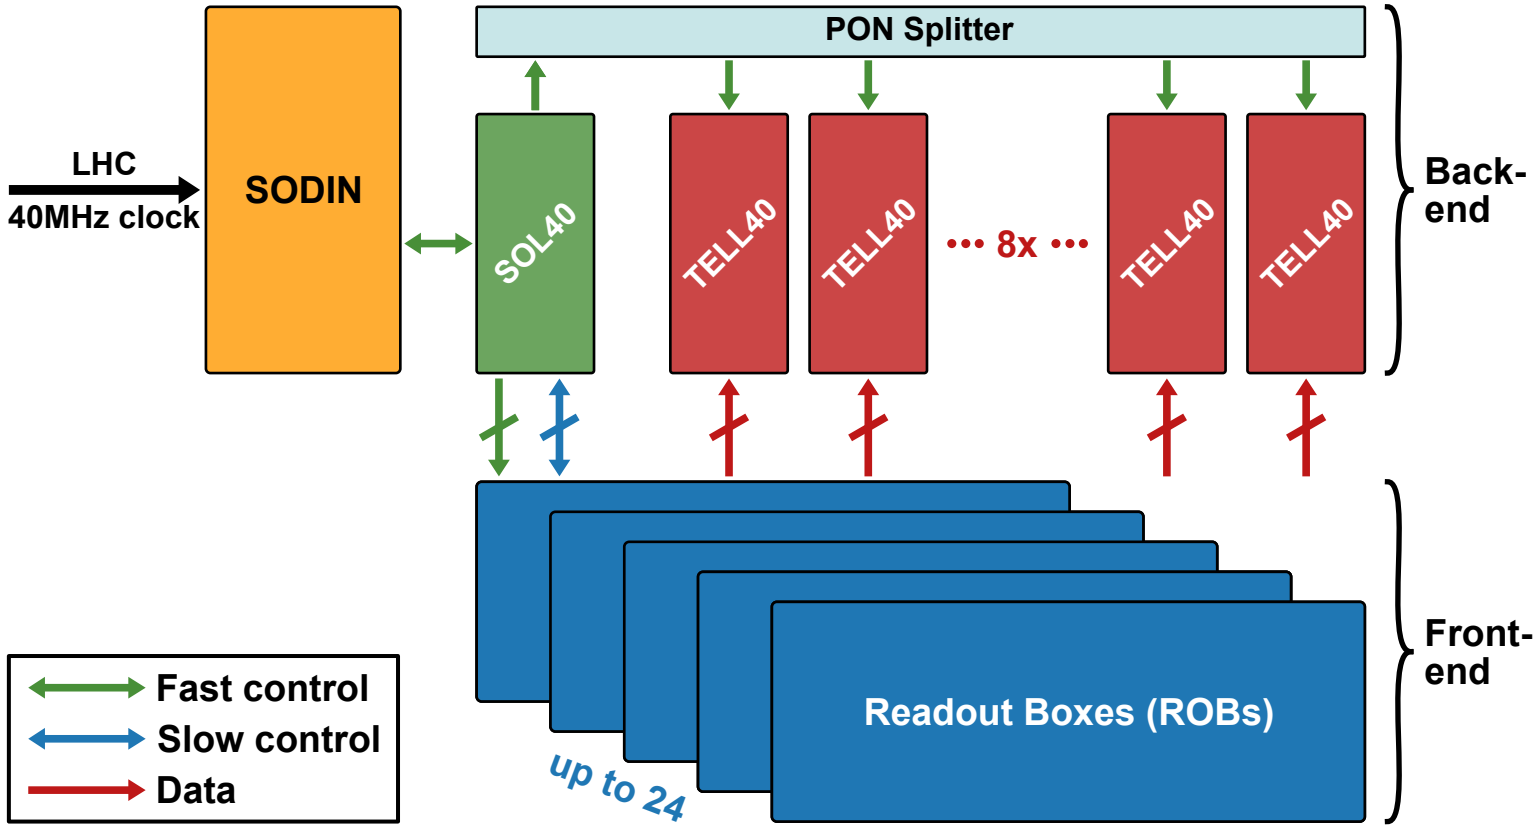 PON Splitter
LHC
40MHz clock
SODIN
SOL40
TELL40
TELL40
••• 8x •••
TELL40
TELL40
Back-
end
Fast control
Slow control
Data
up to 24
Readout Boxes (ROBs)
Front-
end